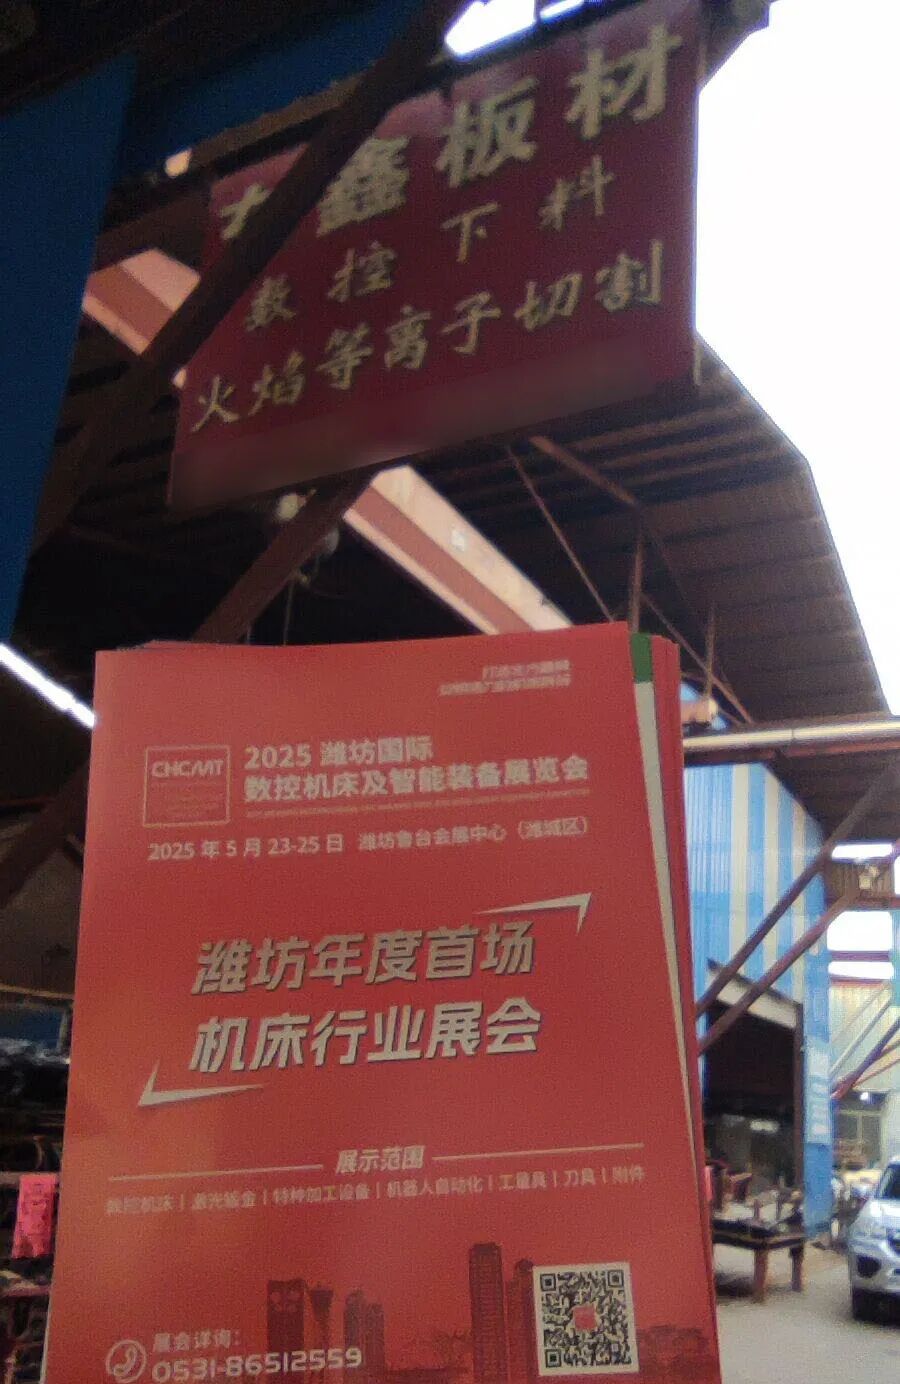 鑫板材
数控下料
火焰等离子切割
CHCMT
2025 潍坊国际
数控机床及智能装备展览会
2025 年 5 月 23-25 日 潍坊鲁台会展中心（潍城区）
潍坊年度首场
机床行业展会
展示范围
数控机床 | 激光钣金 | 特种加工设备 | 机器人自动化 | 工量具 | 刀具 | 附件
展会详询：
0531-86512559